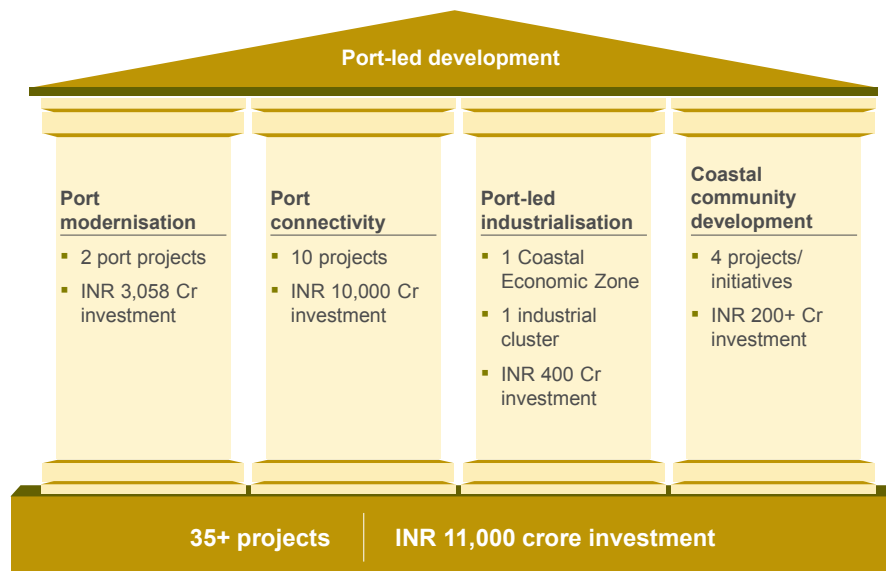 Port-led development
Port
modernisation
▪ 2 port projects
▪ INR 3,058 Cr
investment
Port
connectivity
▪ 10 projects
▪ INR 10,000 Cr
investment
Port-led
industrialisation
▪ 1 Coastal
Economic Zone
▪ 1 industrial
cluster
▪ INR 400 Cr
investment
Coastal
community
development
▪ 4 projects/
initiatives
▪ INR 200+ Cr
investment
35+ projects
INR 11,000 crore investment